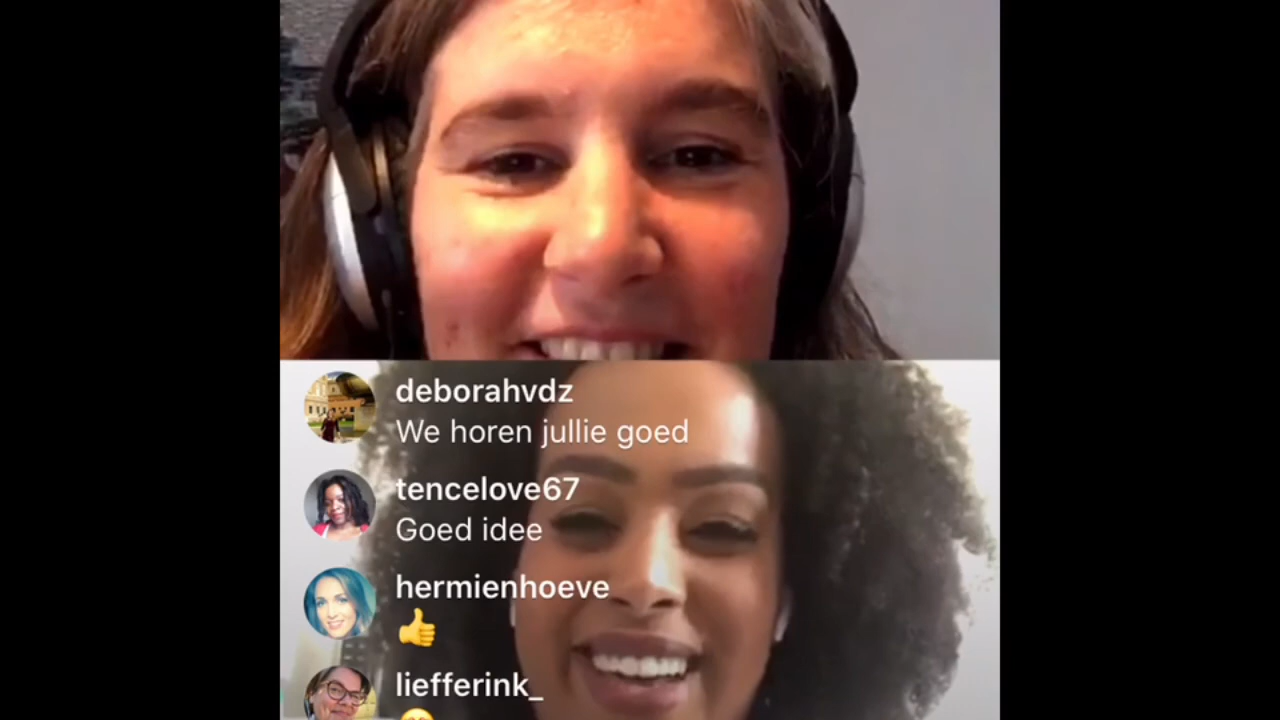 deborahvdz
We horen jullie goed
tencelove67
Goed idee
hermienhoeve
👍
liefferink_